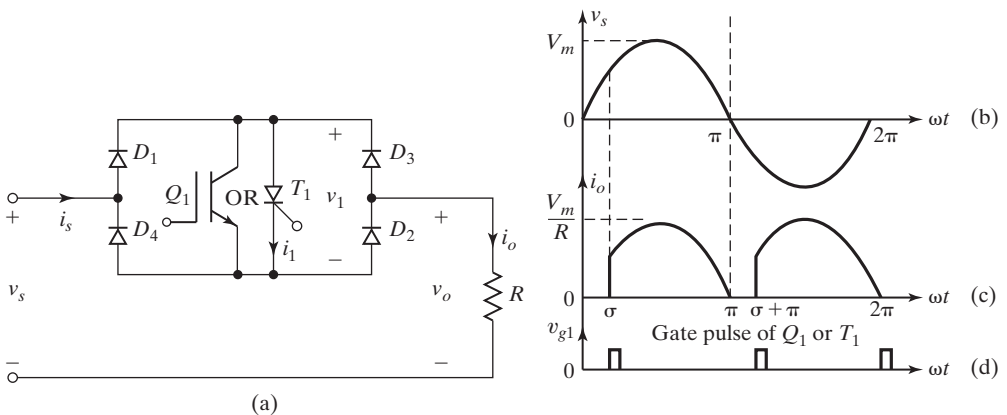 D1
D3
Q1
OR
T1
v1
+
−
is
D4
D2
i1
+
−
vs
+
−
vo
io
R
(a)
vs
Vm
0
π
2π
ωt
(b)
io
Vm
R
0
σ
π
σ + π
2π
ωt
(c)
vg1
Gate pulse of Q1 or T1
0
ωt
(d)